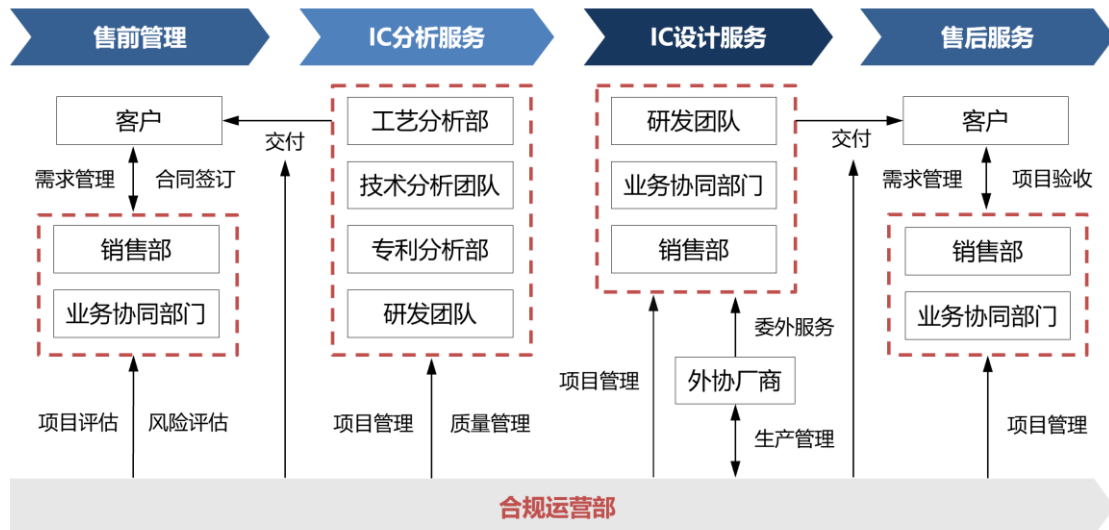 售前管理
IC分析服务
IC设计服务
售后服务
客户
交付
工艺分析部
研发团队
交付
客户
需求管理
合同签订
技术分析团队
业务协同部门
需求管理
项目验收
销售部
专利分析部
销售部
销售部
业务协同部门
研发团队
业务协同部门
委外服务
项目管理
外协厂商
项目评估
风险评估
项目管理
质量管理
生产管理
项目管理
合规运营部